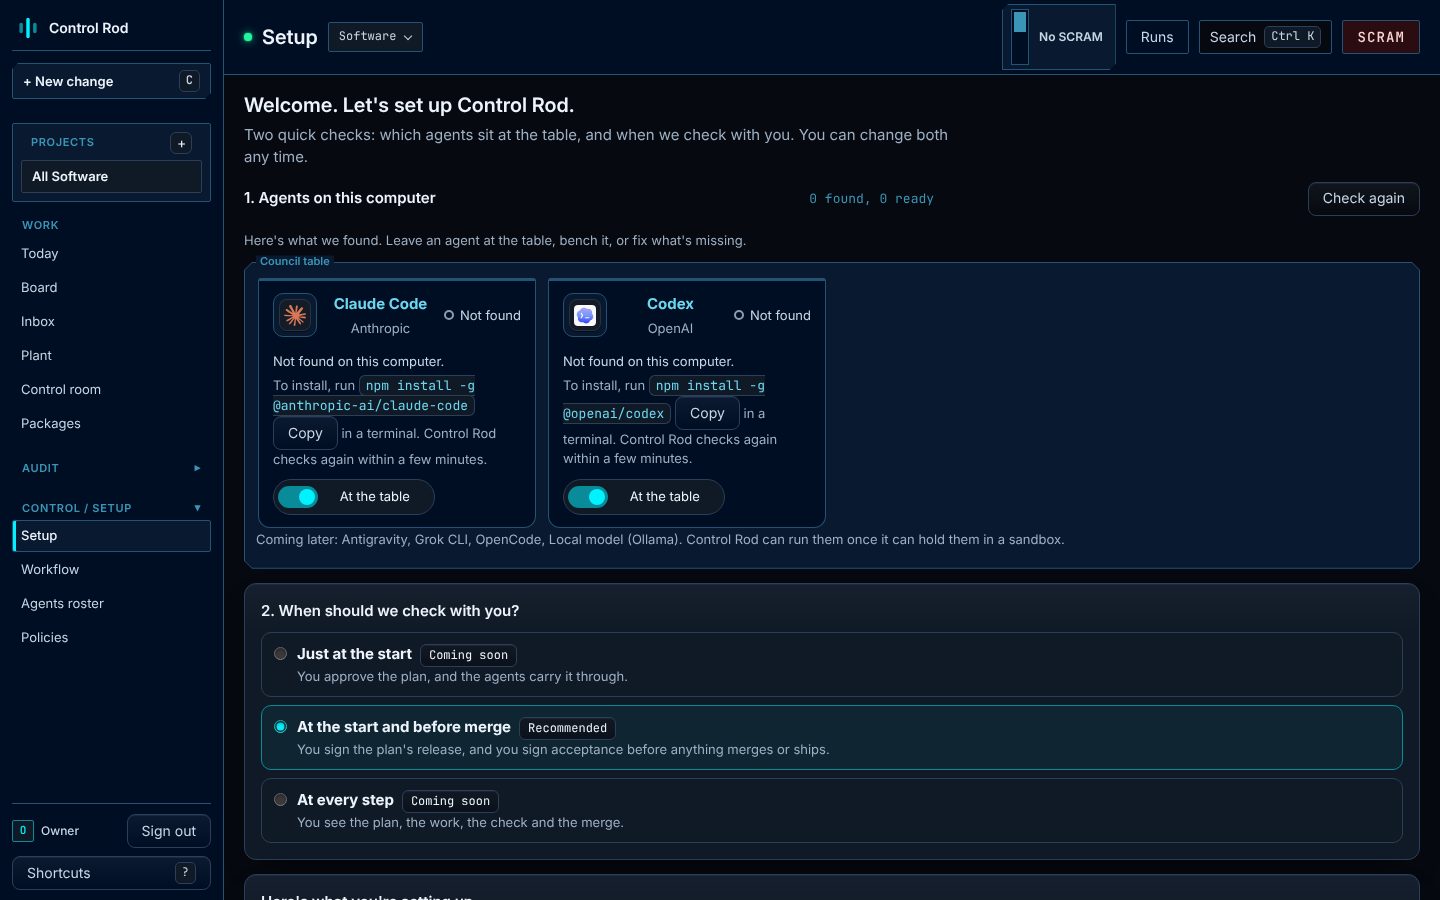 Control Rod
+ New change C
PROJECTS +
All Software
WORK
Today
Board
Inbox
Plant
Control room
Packages
AUDIT
CONTROL / SETUP
Setup
Workflow
Agents roster
Policies
O Owner
Sign out
Shortcuts ?
Setup
Software
No SCRAM
Runs
Search Ctrl K
SCRAM
Welcome. Let's set up Control Rod.
Two quick checks: which agents sit at the table, and when we check with you. You can change both
any time.
1. Agents on this computer
0 found, 0 ready
Check again
Here's what we found. Leave an agent at the table, bench it, or fix what's missing.
Council table
Claude Code
Anthropic
Not found
Not found on this computer.
To install, run npm install -g
@anthropic-ai/claude-code
Copy in a terminal. Control Rod
checks again within a few minutes.
At the table
Codex
OpenAI
Not found
Not found on this computer.
To install, run npm install -g
@openai/codex Copy in a
terminal. Control Rod checks again
within a few minutes.
At the table
Coming later: Antigravity, Grok CLI, OpenCode, Local model (Ollama). Control Rod can run them once it can hold them in a sandbox.
2. When should we check with you?
Just at the start Coming soon
You approve the plan, and the agents carry it through.
At the start and before merge Recommended
You sign the plan's release, and you sign acceptance before anything merges or ships.
At every step Coming soon
You see the plan, the work, the check and the merge.
Here's what you're setting up